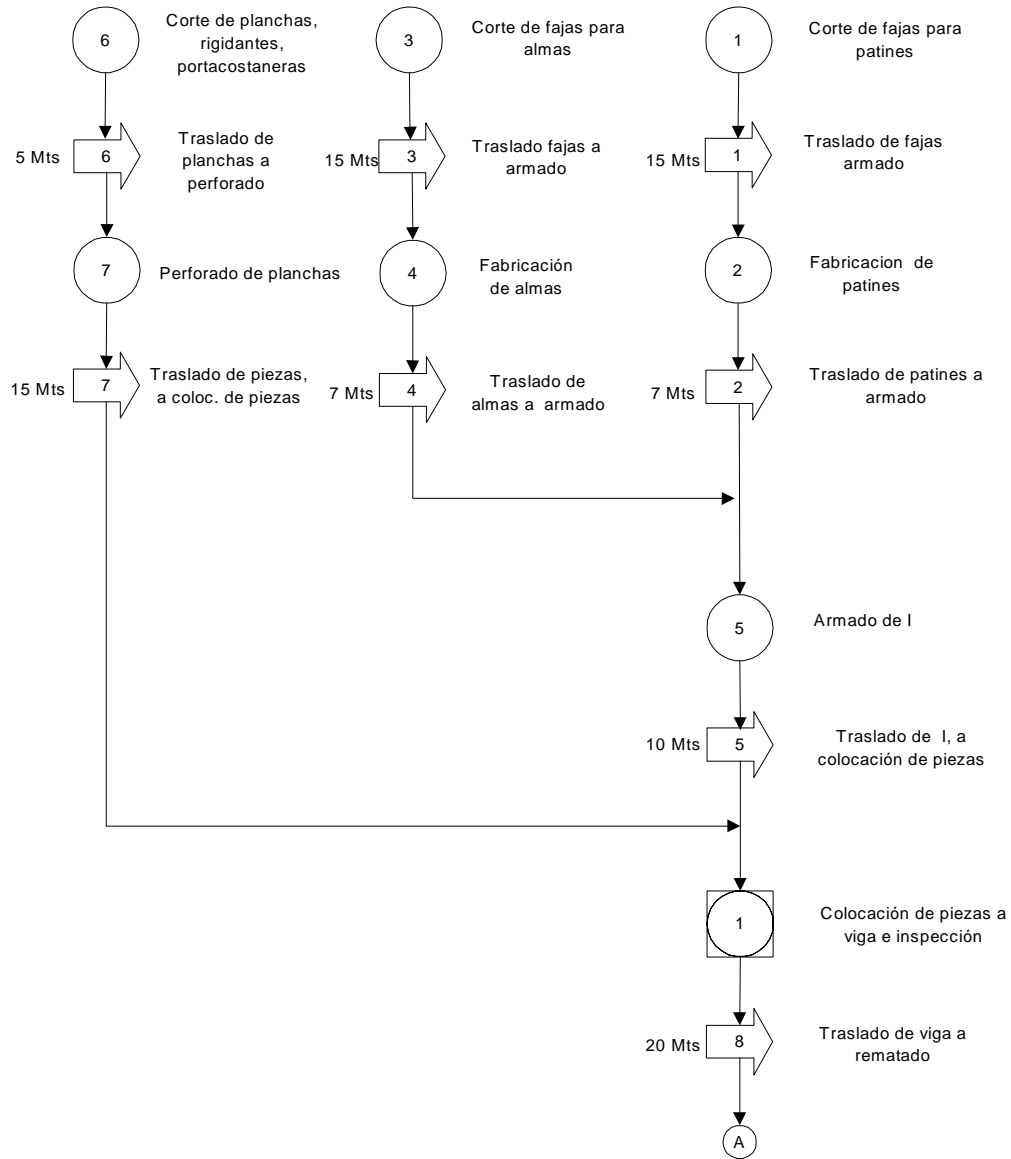 6
Corte de planchas,
rigidantes,
portacostaneras
3
Corte de fajas para
almas
1
Corte de fajas para
patines
5 Mts
6
Traslado de
planchas a
perforado
15 Mts
3
Traslado fajas a
armado
15 Mts
1
Traslado de fajas
armado
7
Perforado de planchas
4
Fabricación
de almas
2
Fabricacion de
patines
15 Mts
7
Traslado de piezas,
a coloc. de piezas
7 Mts
4
Traslado de
almas a armado
7 Mts
2
Traslado de patines a
armado
5
Armado de I
10 Mts
5
Traslado de I, a
colocación de piezas
1
Colocación de piezas a
viga e inspección
20 Mts
8
Traslado de viga a
rematado
A